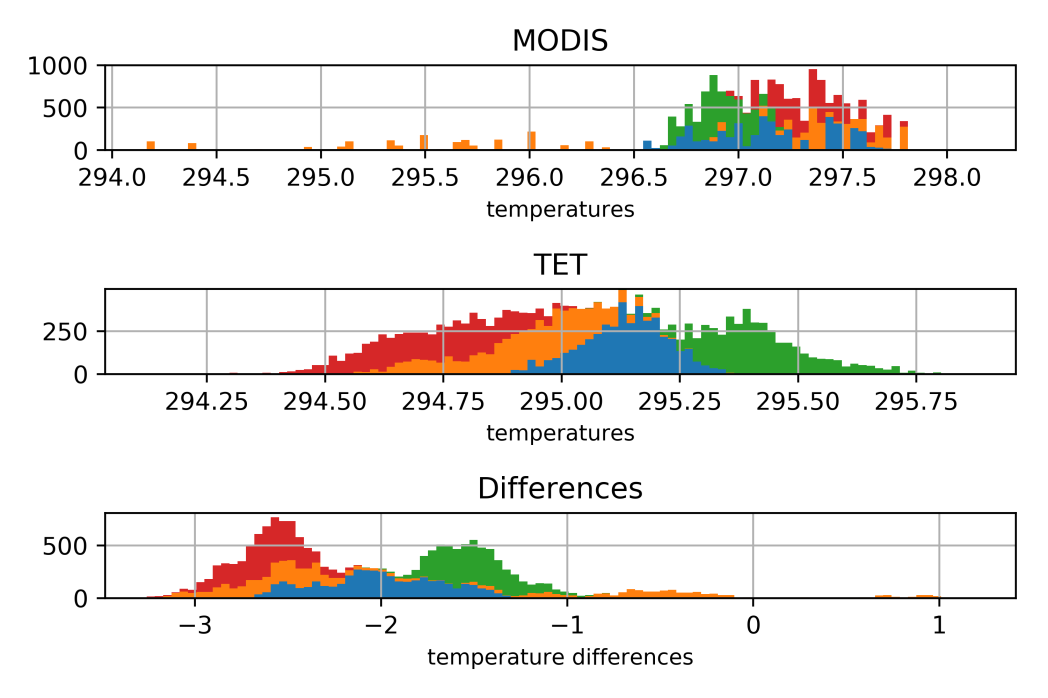 MODIS
1000
500
0
294.0 294.5 295.0 295.5 296.0 296.5 297.0 297.5 298.0
temperatures
TET
250
0
294.25 294.50 294.75 295.00 295.25 295.50 295.75
temperatures
Differences
500
0
−3 −2 −1 0 1
temperature differences